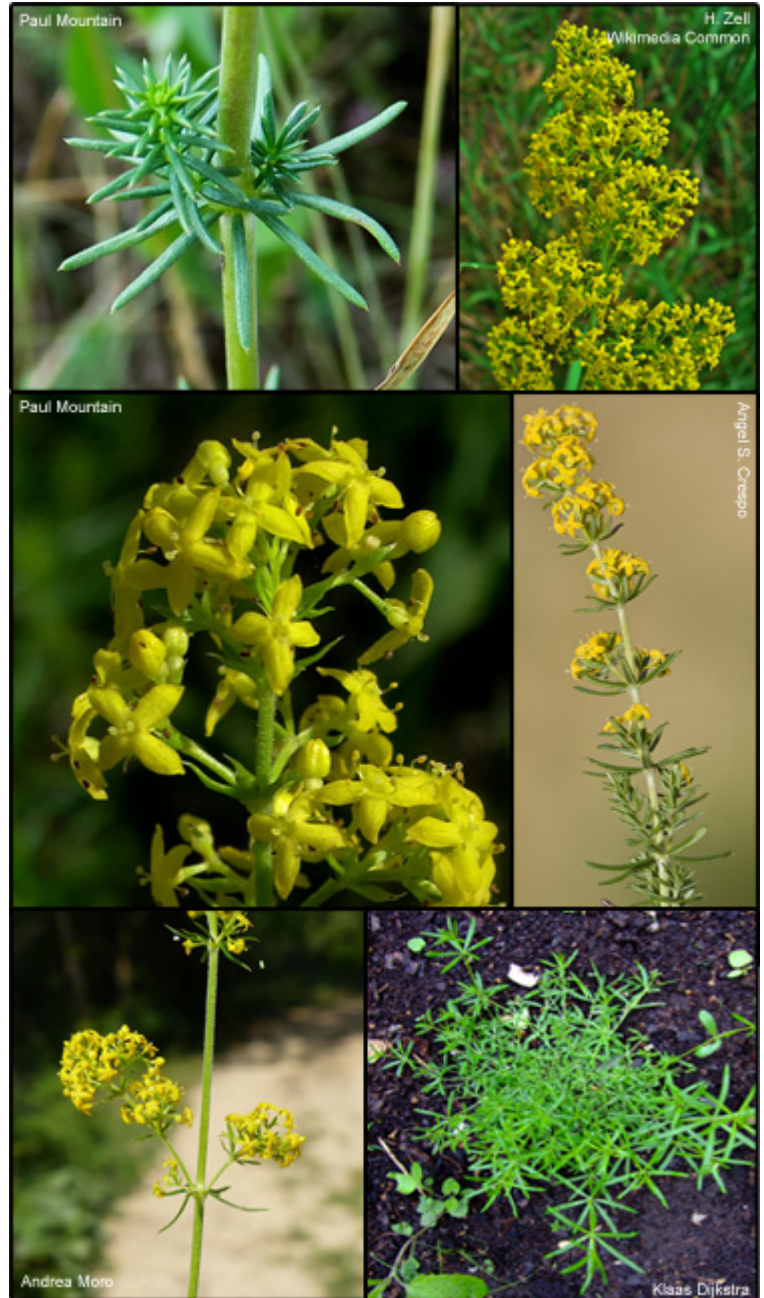 Paul Mountain
H. Zell
Wikimedia Common
Paul Mountain
Angel S. Crespo
Andrea Moro
Klaas Dijkstra